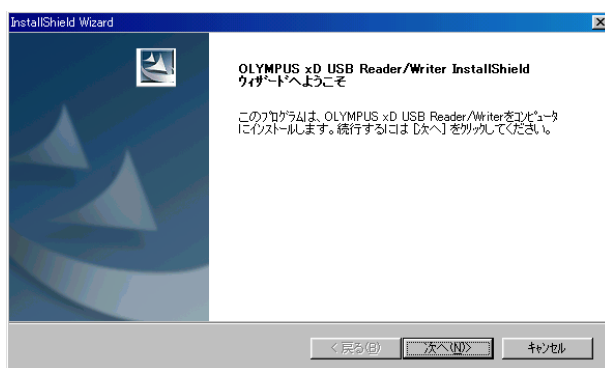 InstallShield Wizard
OLYMPUS xD USB Reader/Writer InstallShield
ｳｨｻﾞｰﾄﾞへようこそ
このﾌﾟﾛｸﾞﾗﾑは、OLYMPUS xD USB Reader/Writerをｺﾝﾋﾟｭｰﾀ
にｲﾝｽﾄｰﾙします。続行するには [次へ] をｸﾘｯｸしてください。
< 戻る(B)
次へ(N)>
ｷｬﾝｾﾙ